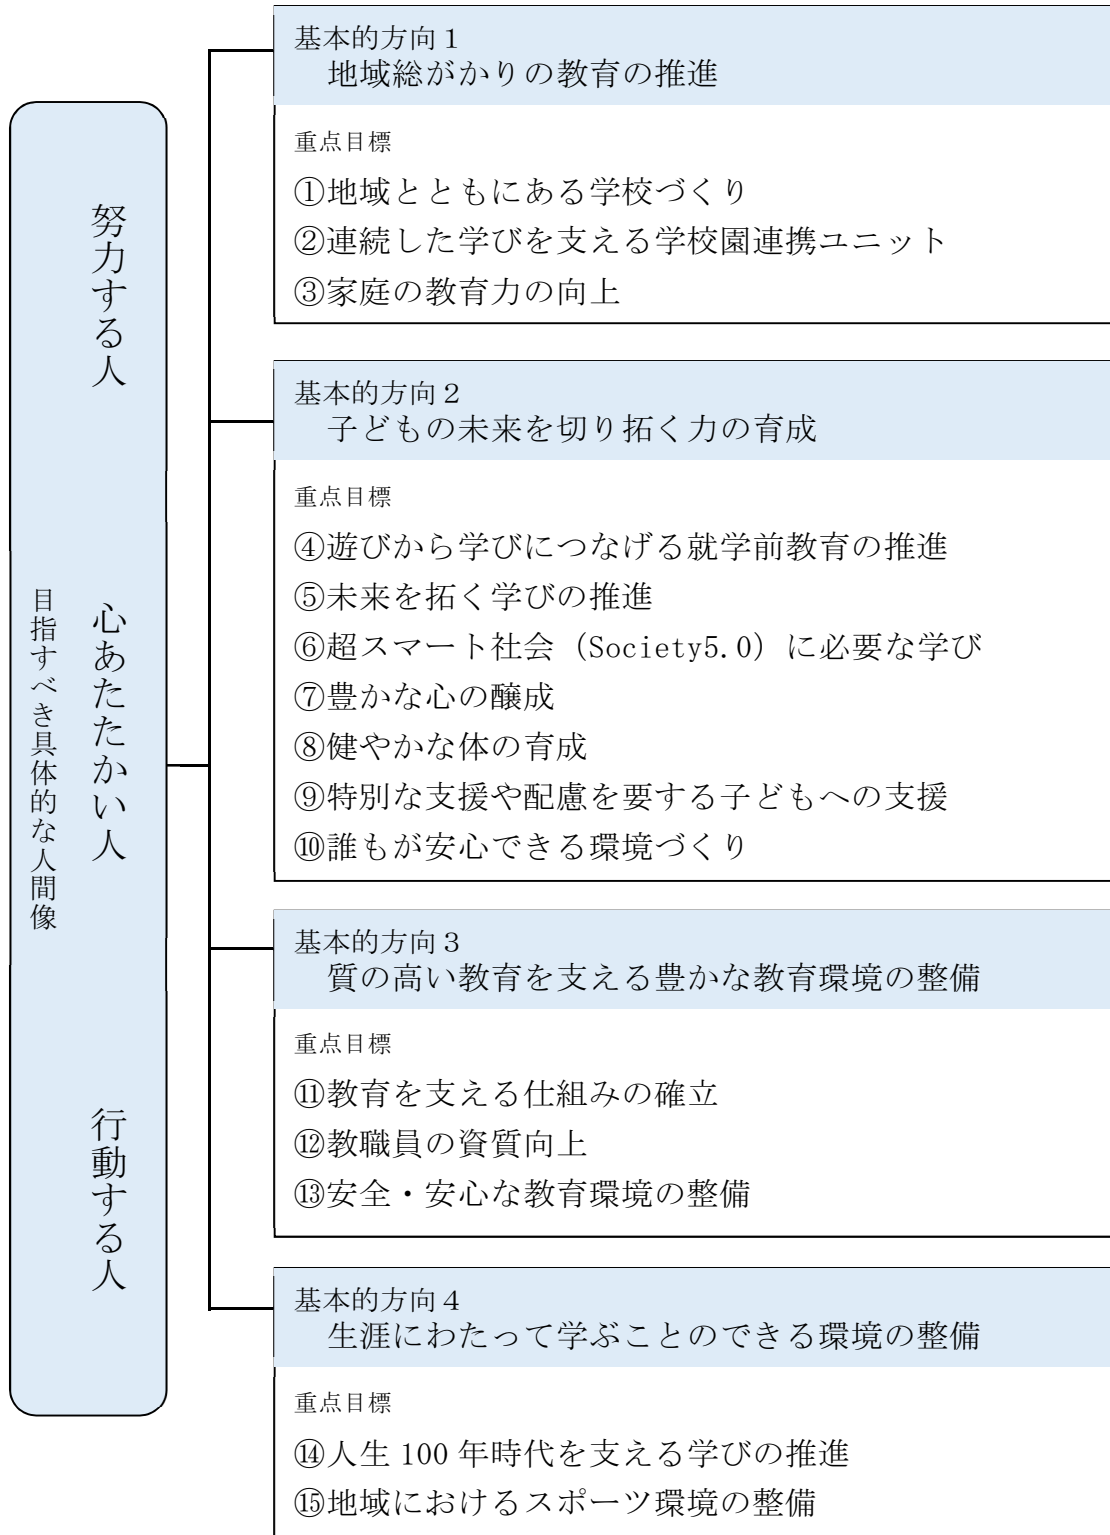 努力する人
心あたたかい人
行動する人
目指すべき具体的な人間像
基本的方向１
地域総がかりの教育の推進
重点目標
①地域とともにある学校づくり
②連続した学びを支える学校園連携ユニット
③家庭の教育力の向上
基本的方向２
子どもの未来を切り拓く力の育成
重点目標
④遊びから学びにつなげる就学前教育の推進
⑤未来を拓く学びの推進
⑥超スマート社会（Society5.0）に必要な学び
⑦豊かな心の醸成
⑧健やかな体の育成
⑨特別な支援や配慮を要する子どもへの支援
⑩誰もが安心できる環境づくり
基本的方向３
質の高い教育を支える豊かな教育環境の整備
重点目標
⑪教育を支える仕組みの確立
⑫教職員の資質向上
⑬安全・安心な教育環境の整備
基本的方向４
生涯にわたって学ぶことのできる環境の整備
重点目標
⑭人生 100 年時代を支える学びの推進
⑮地域におけるスポーツ環境の整備